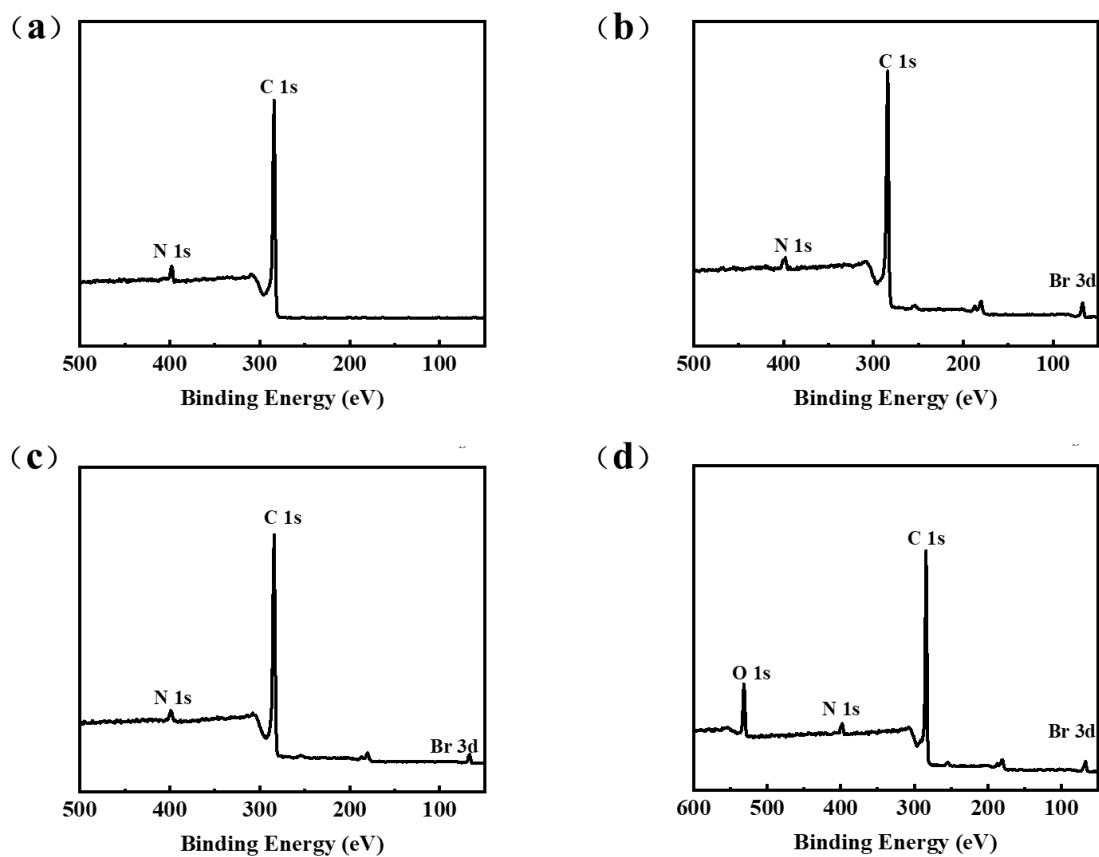 （a）
C 1s
N 1s
500 400 300 200 100
Binding Energy (eV)
（b）
C 1s
N 1s
Br 3d
500 400 300 200 100
Binding Energy (eV)
（c）
C 1s
N 1s
Br 3d
500 400 300 200 100
Binding Energy (eV)
（d）
C 1s
O 1s
N 1s
Br 3d
600 500 400 300 200 100
Binding Energy (eV)